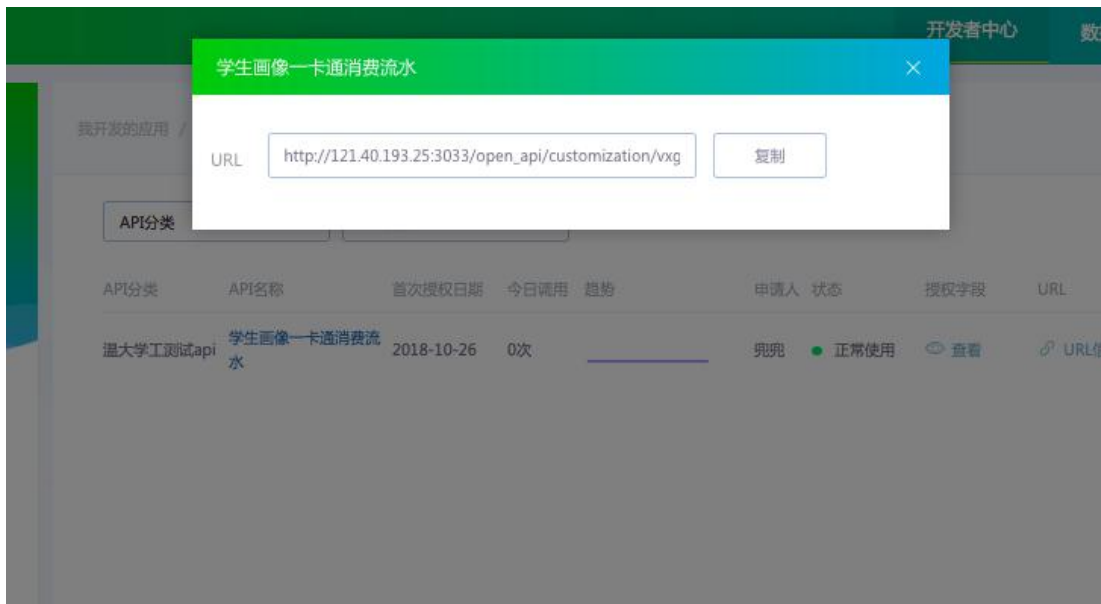 开发者中心
数
学生画像一卡通消费流水
我开发的应用 /
URL
http://121.40.193.25:3033/open_api/customization/vxg
复制
API分类
API分类 API名称 首次授权日期 今日调用 趋势 申请人 状态 授权字段 URL
温大学工测试api 学生画像一卡通消费流 2018-10-26 0次 兜兜 正常使用 查看 URL
水